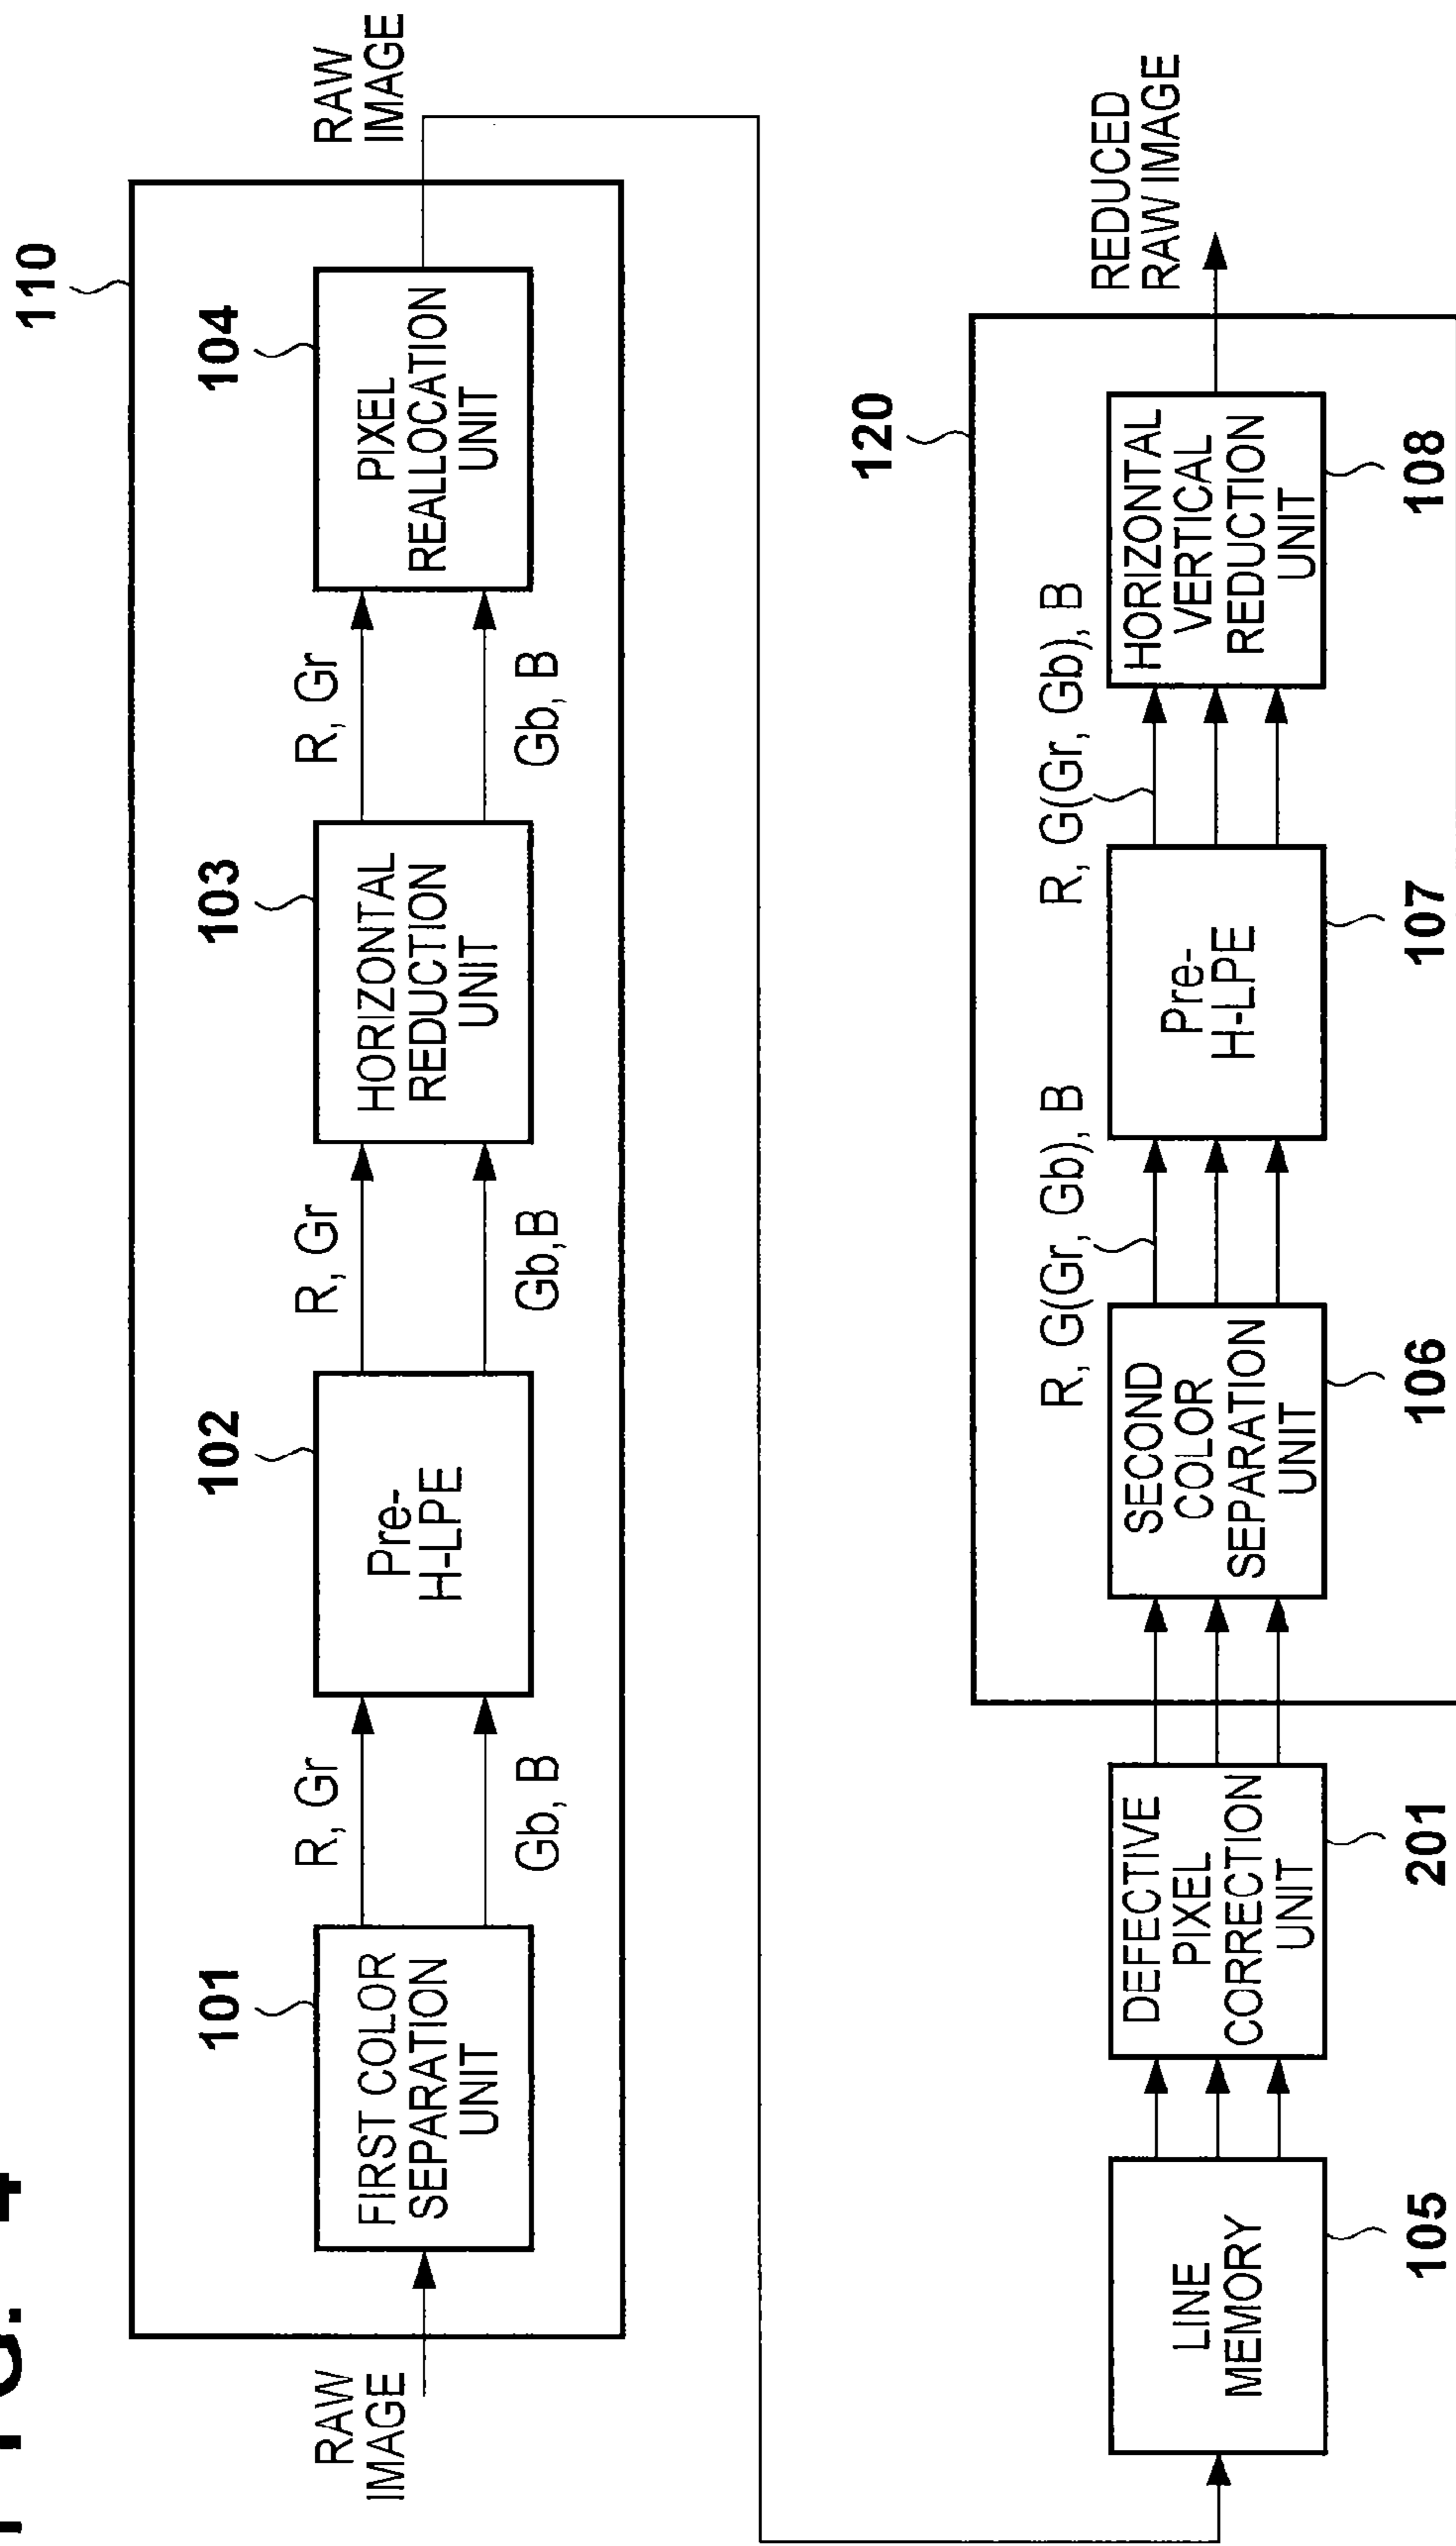 RAW
IMAGE
101
FIRST COLOR
SEPARATION
UNIT
R, Gr
Gb, B
102
Pre-
H-LPE
R, Gr
Gb,B
103
HORIZONTAL
REDUCTION
UNIT
R, Gr
Gb, B
104
PIXEL
REALLOCATION
UNIT
110
RAW
IMAGE
LINE
MEMORY
105
DEFECTIVE
PIXEL
CORRECTION
UNIT
201
SECOND
COLOR
SEPARATION
UNIT
106
R, G(Gr, Gb), B
Pre-
H-LPE
107
R, G(Gr, Gb), B
HORIZONTAL
VERTICAL
REDUCTION
UNIT
108
120
REDUCED
RAW IMAGE